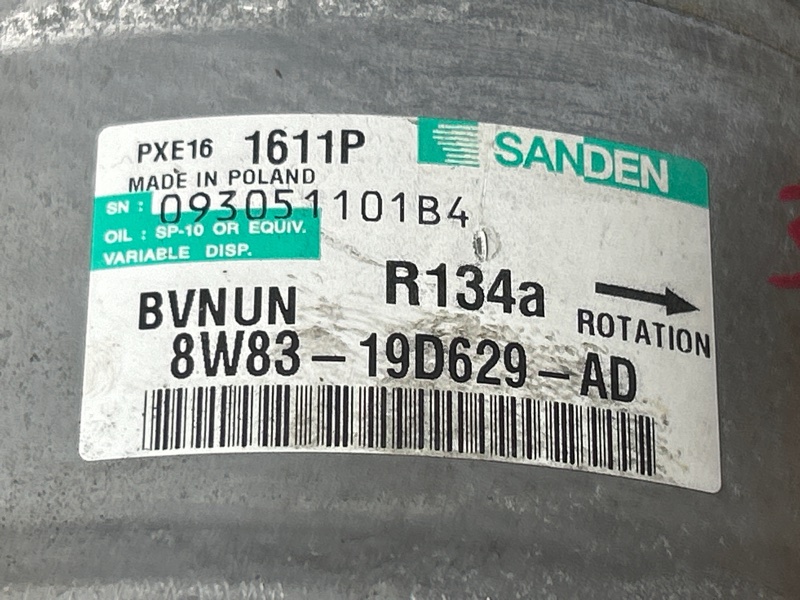 PXE16 1611P SANDEN
MADE IN POLAND
SN : 093051101B4
OIL : SP-10 OR EQUIV.
VARIABLE DISP.
BVNUN R134a
ROTATION
8W83-19D629-AD